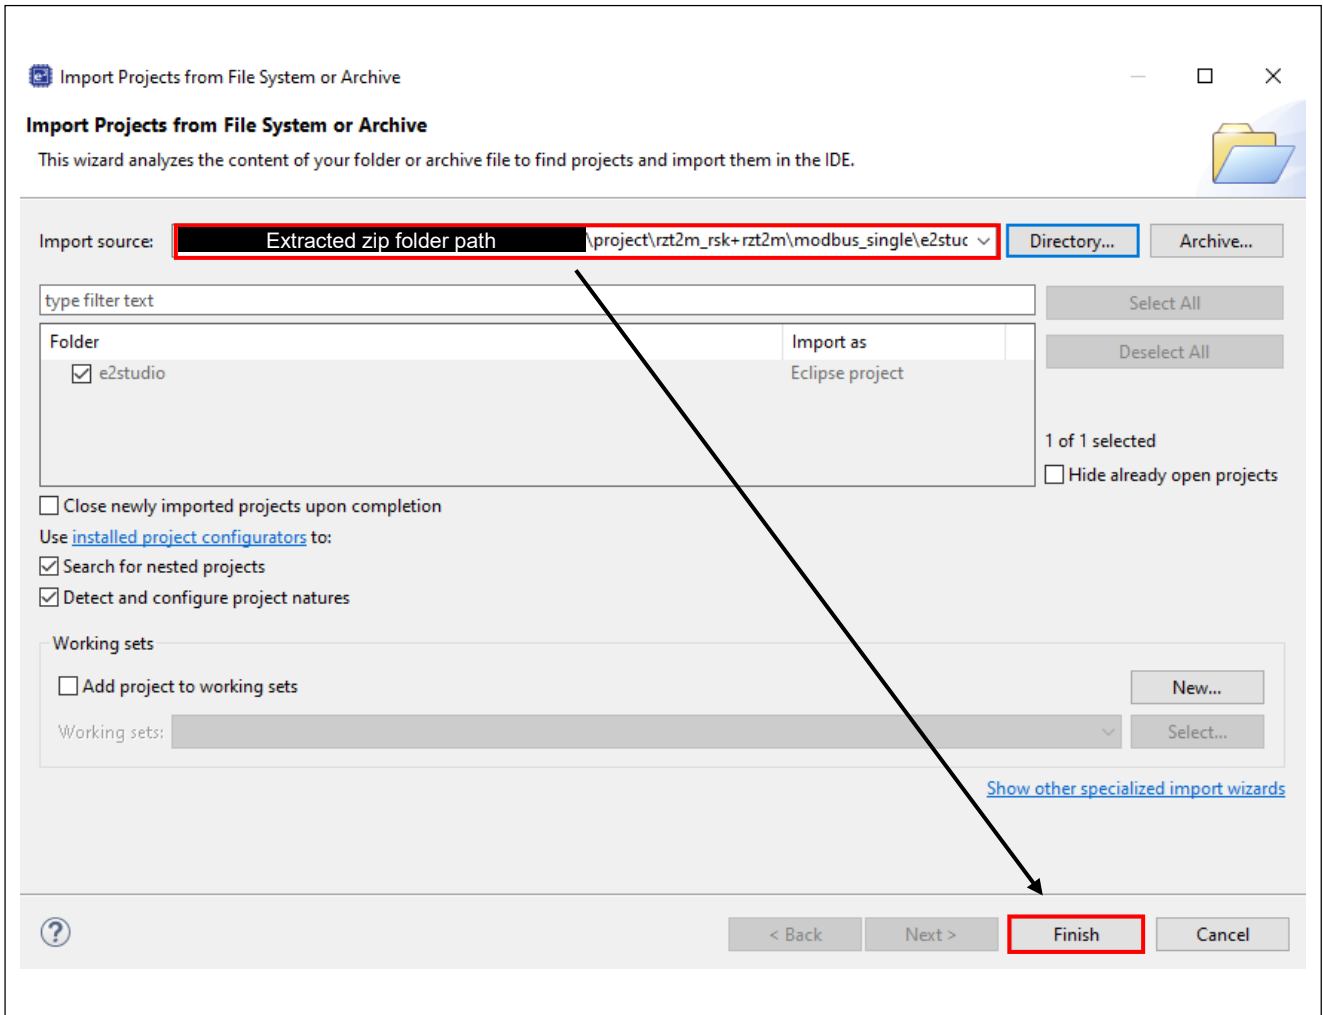 Import Projects from File System or Archive
Import Projects from File System or Archive
This wizard analyzes the content of your folder or archive file to find projects and import them in the IDE.
Import source: Extracted zip folder path \project\rzt2m_rsk+rzt2m\modbus_single\e2stuc Directory... Archive...
type filter text Select All
Folder Import as Deselect All
e2studio Eclipse project
1 of 1 selected
Hide already open projects
Close newly imported projects upon completion
Use installed project configurators to:
Search for nested projects
Detect and configure project natures
Working sets
Add project to working sets New...
Working sets: Select...
Show other specialized import wizards
? < Back Next > Finish Cancel